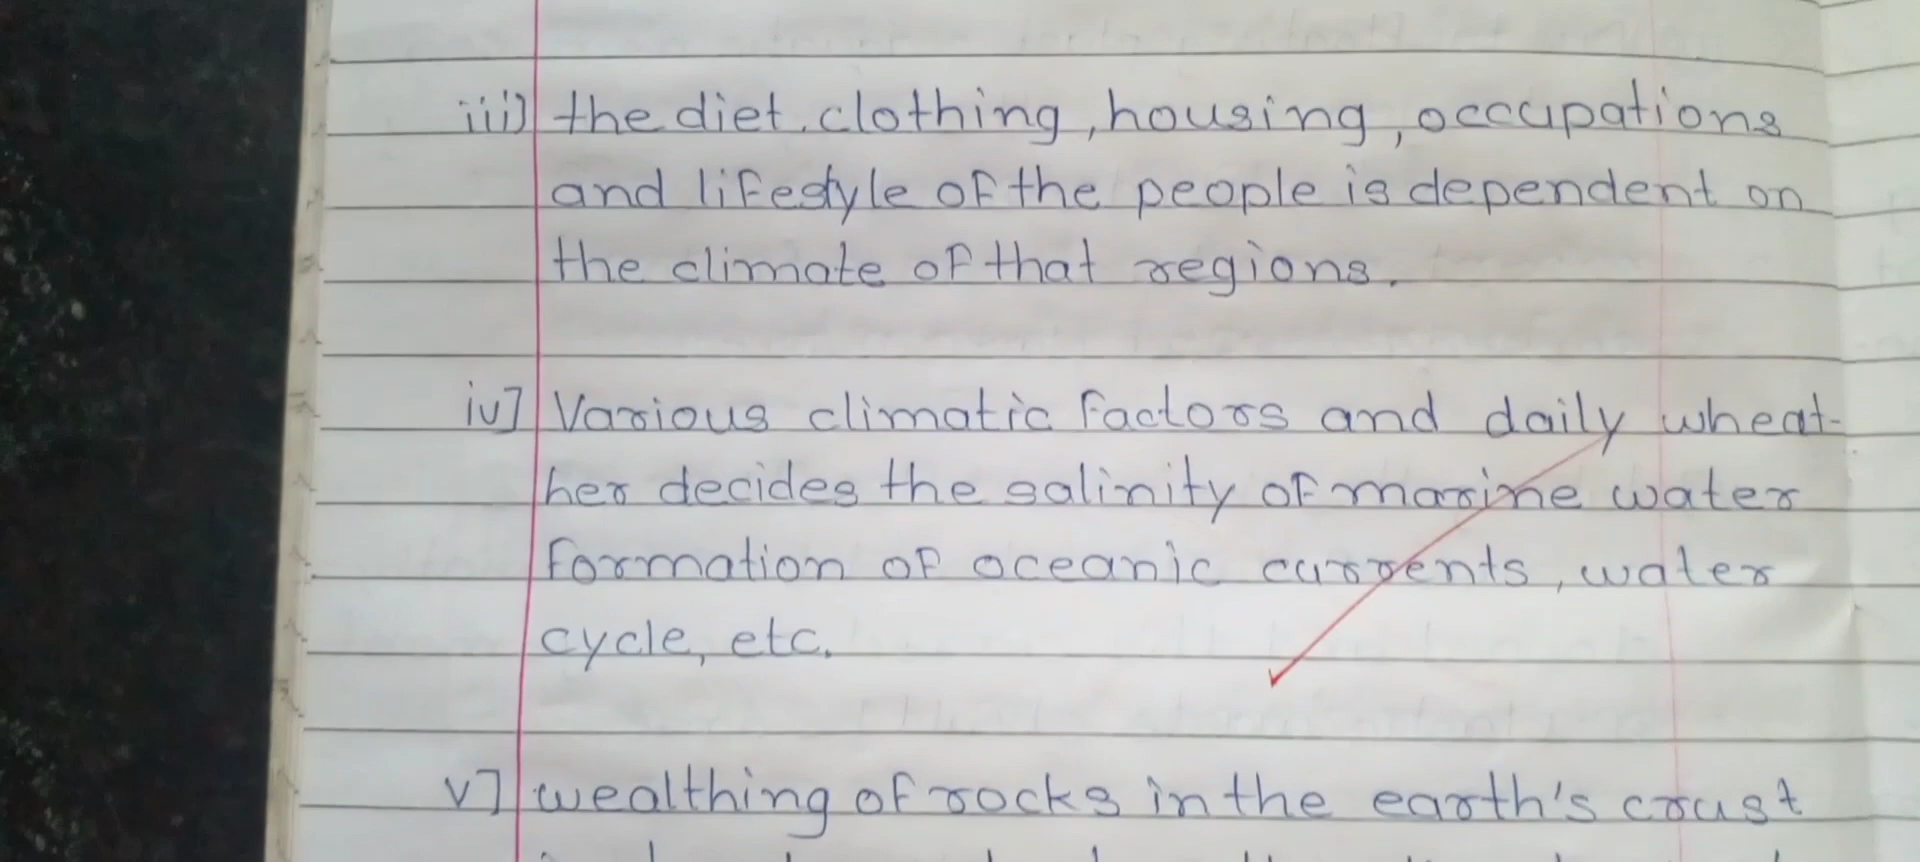 iii) the diet, clothing, housing, occupations
and lifestyle of the people is dependent on
the climate of that regions.
iv] Various climatic factors and daily wheat-
her decides the salinity of marine water
formation of oceanic currents, water
cycle, etc.
v] wealthing of rocks in the earth's crust